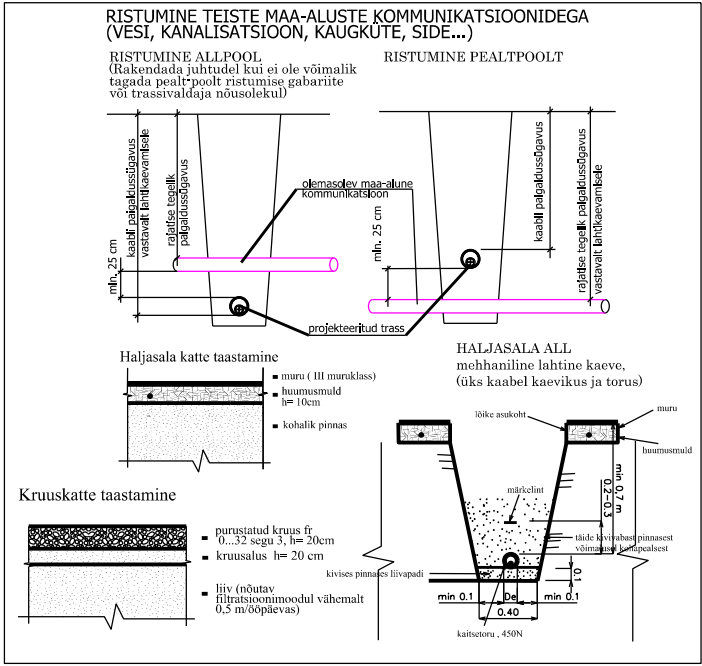 RISTUMINE TEISTE MAA-ALUSTE KOMMUNIKATSIOONIDEGA
(VESI, KANALISATSIOON, KAUGKÜTE, SIDE...)
RISTUMINE ALLPOOL
(Rakendada juhtudel kui ei ole võimalik
tagada pealt-poolt ristumise gabariite
või trassivaldaja nõusolekul)
RISTUMINE PEALTPOOLT
kaabli paigaldussügavus
vastavalt lahtikaevamisele
rajatise tegelik
paigaldussügavus
min. 25 cm
olemasolev maa-alune
kommunikatsioon
projekteeritud trass
min. 25 cm
kaabli paigaldussügavus
rajatise tegelik paigaldussügavus
vastavalt lahtikaevamisele
Haljasala katte taastamine
muru ( III muruklass)
huumusmuld
h= 10cm
kohalik pinnas
Kruuskatte taastamine
purustatud kruus fr
0...32 segu 3, h= 20cm
kruusalus h= 20 cm
liiv (nõutav
filtratsioonimoodul vähemalt
0,5 m/ööpäevas)
HALJASALA ALL
mehhaniline lahtine kaeve,
(üks kaabel kaevikus ja torus)
lõike asukoht
muru
huumusmuld
märkelint
min 0,7 m
0.2-0.3
täide kivivabast pinnasest
võimalusel kohapealsest
kivises pinnases liivapadi
0.1
min 0.1
De
min 0.1
0.40
kaitsetoru , 450N